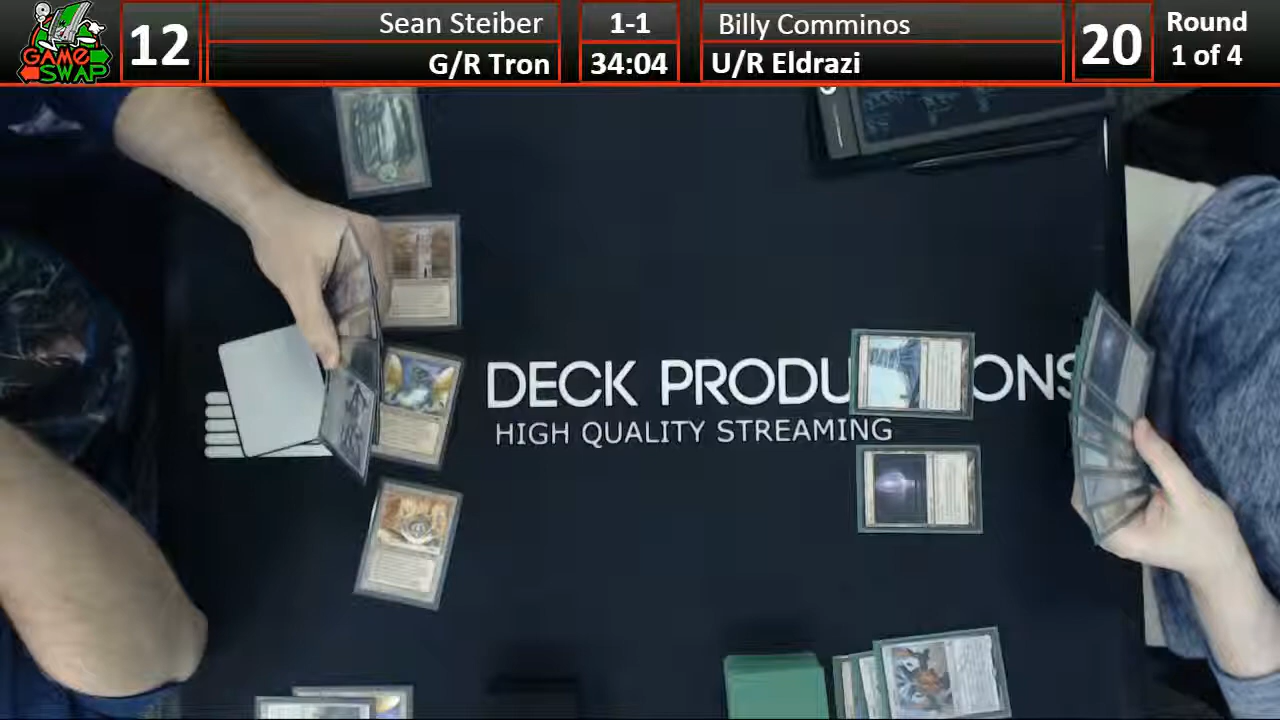 GAME
SWAP
12
Sean Steiber
G/R Tron
1-1
34:04
Billy Comminos
U/R Eldrazi
20
Round
1 of 4
DECK PRODU ONS
HIGH QUALITY STREAMING